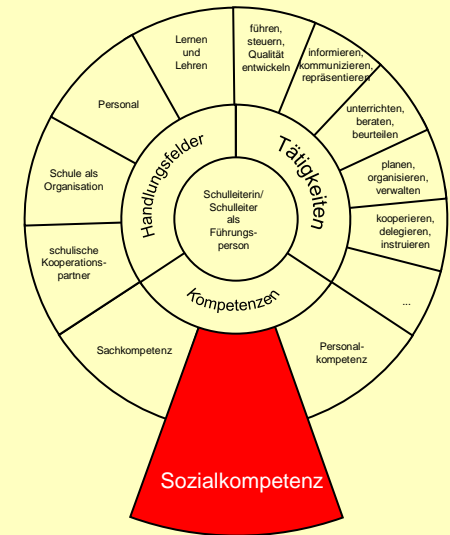 Lernen
und
Lehren
führen,
steuern,
Qualität
entwickeln
informieren,
kommunizieren,
repräsentieren
unterrichten,
beraten,
beurteilen
planen,
organisieren,
verwalten
kooperieren,
delegieren,
instruieren
...
Personal
Schule als
Organisation
schulische
Kooperations-
partner
Handlungsfelder
Tätigkeiten
Kompetenzen
Schulleiterin/
Schulleiter
als
Führungs-
person
Sachkompetenz
Personal-
kompetenz
Sozialkompetenz